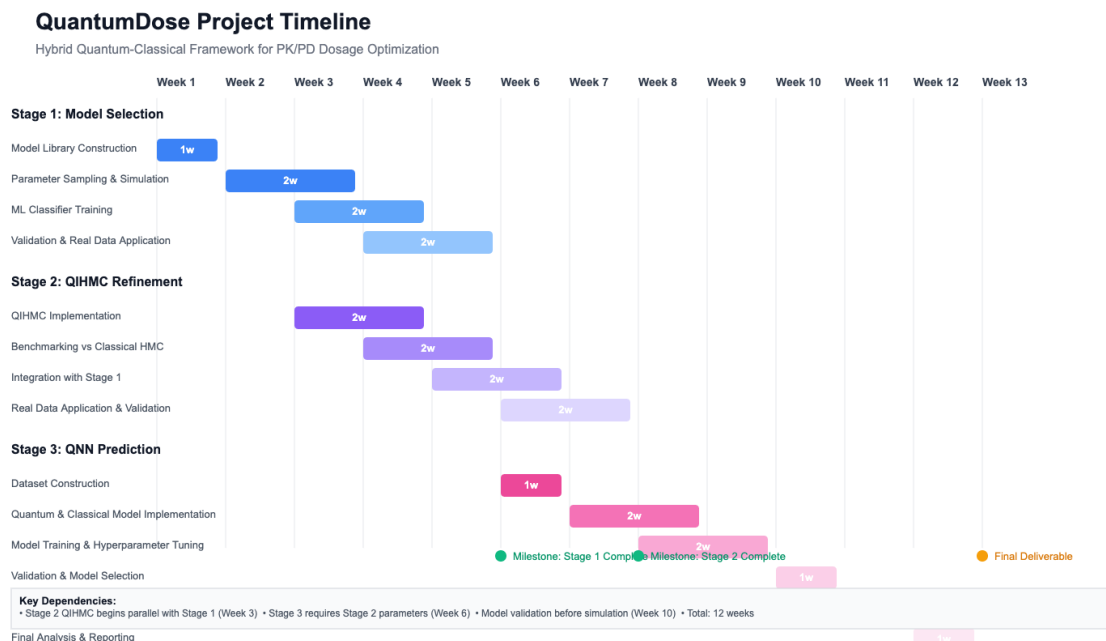 QuantumDose Project Timeline
Hybrid Quantum-Classical Framework for PK/PD Dosage Optimization
Week 1 Week 2 Week 3 Week 4 Week 5 Week 6 Week 7 Week 8 Week 9 Week 10 Week 11 Week 12 Week 13
Stage 1: Model Selection
Model Library Construction 1w
Parameter Sampling & Simulation 2w
ML Classifier Training 2w
Validation & Real Data Application 2w
Stage 2: QIHMC Refinement
QIHMC Implementation 2w
Benchmarking vs Classical HMC 2w
Integration with Stage 1 2w
Real Data Application & Validation 2w
Stage 3: QNN Prediction
Dataset Construction 1w
Quantum & Classical Model Implementation 2w
Model Training & Hyperparameter Tuning 2w
Milestone: Stage 1 Comple Milestone: Stage 2 Complete Final Deliverable
Validation & Model Selection 1w
Key Dependencies:
• Stage 2 QIHMC begins parallel with Stage 1 (Week 3) • Stage 3 requires Stage 2 parameters (Week 6) • Model validation before simulation (Week 10) • Total: 12 weeks
Final Analysis & Reporting 1w